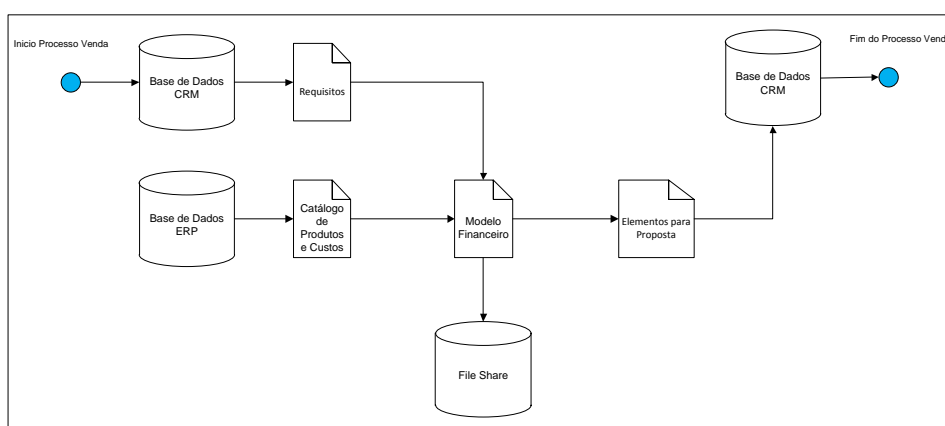 Inicio Processo Venda
Base de Dados
CRM
Requisitos
Base de Dados
CRM
Fim do Processo Vend
Base de Dados
ERP
Catálogo
de
Produtos
e Custos
Modelo
Financeiro
Elementos para
Proposta
File Share